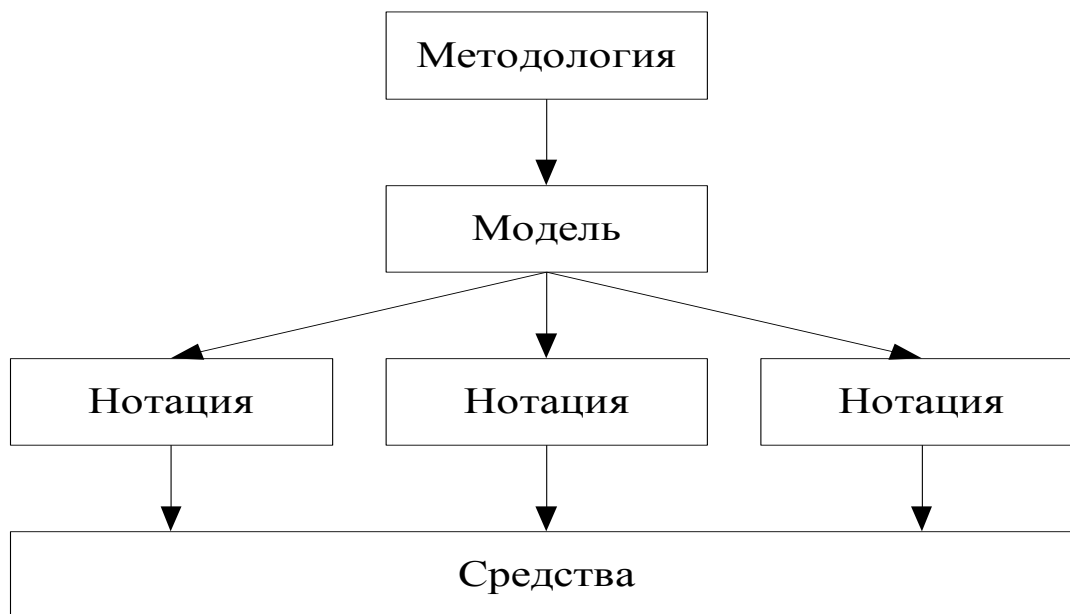 Методология
Модель
Нотация
Нотация
Нотация
Средства